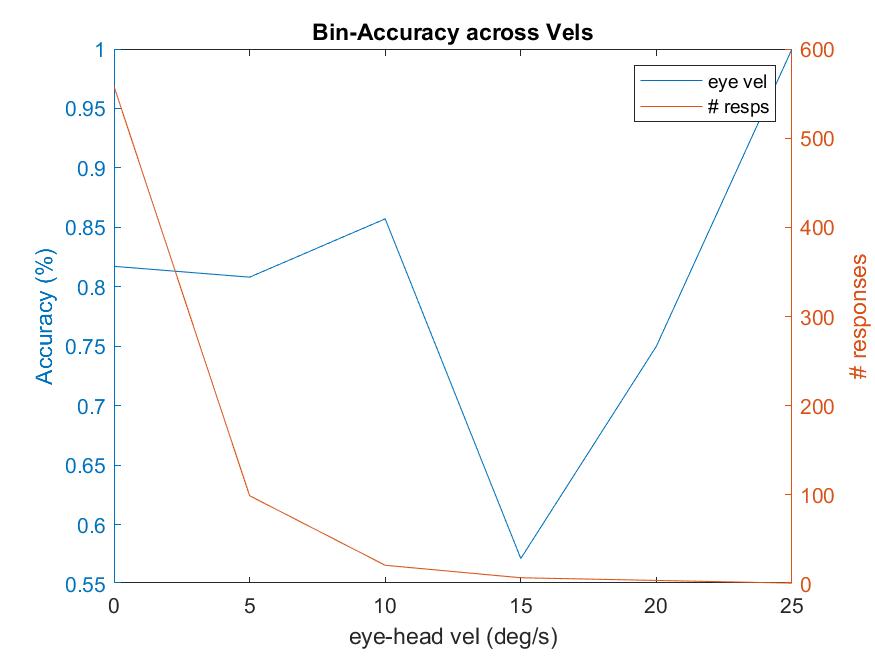 Bin-Accuracy across Vels
1
0.95
0.9
0.85
0.8
0.75
0.7
0.65
0.6
0.55
Accuracy (%)
eye vel
# resps
600
500
400
300
200
100
0
# responses
0 5 10 15 20 25
eye-head vel (deg/s)